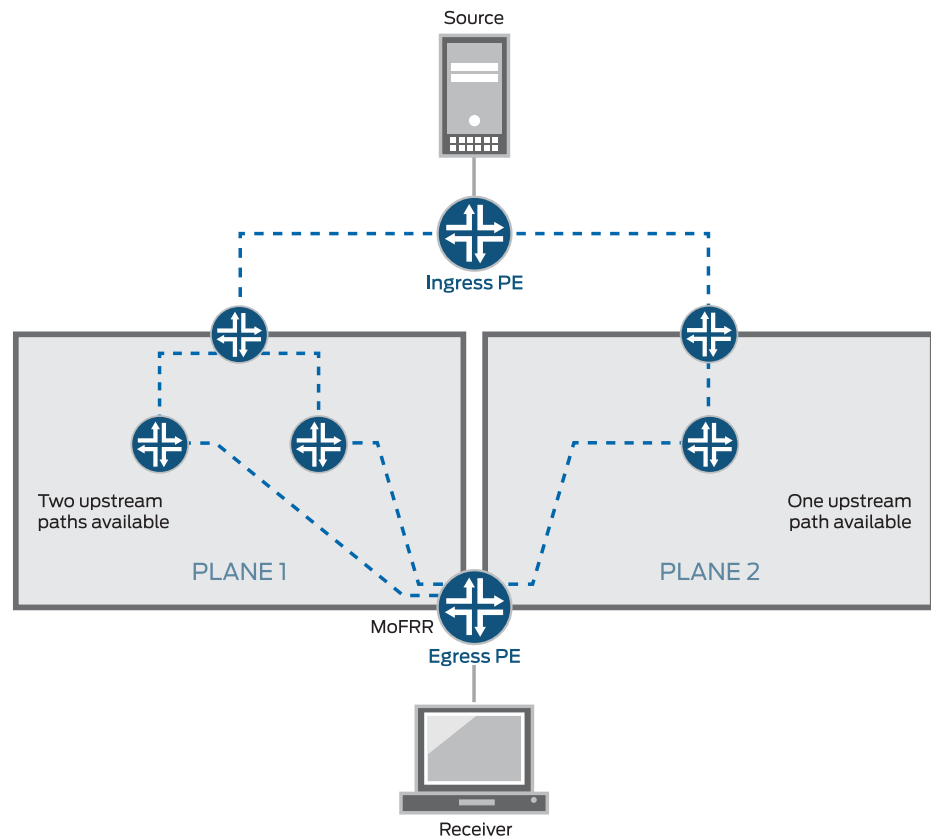 Source
Ingress PE
Two upstream
paths available
One upstream
path available
PLANE 1
PLANE 2
MoFRR
Egress PE
Receiver